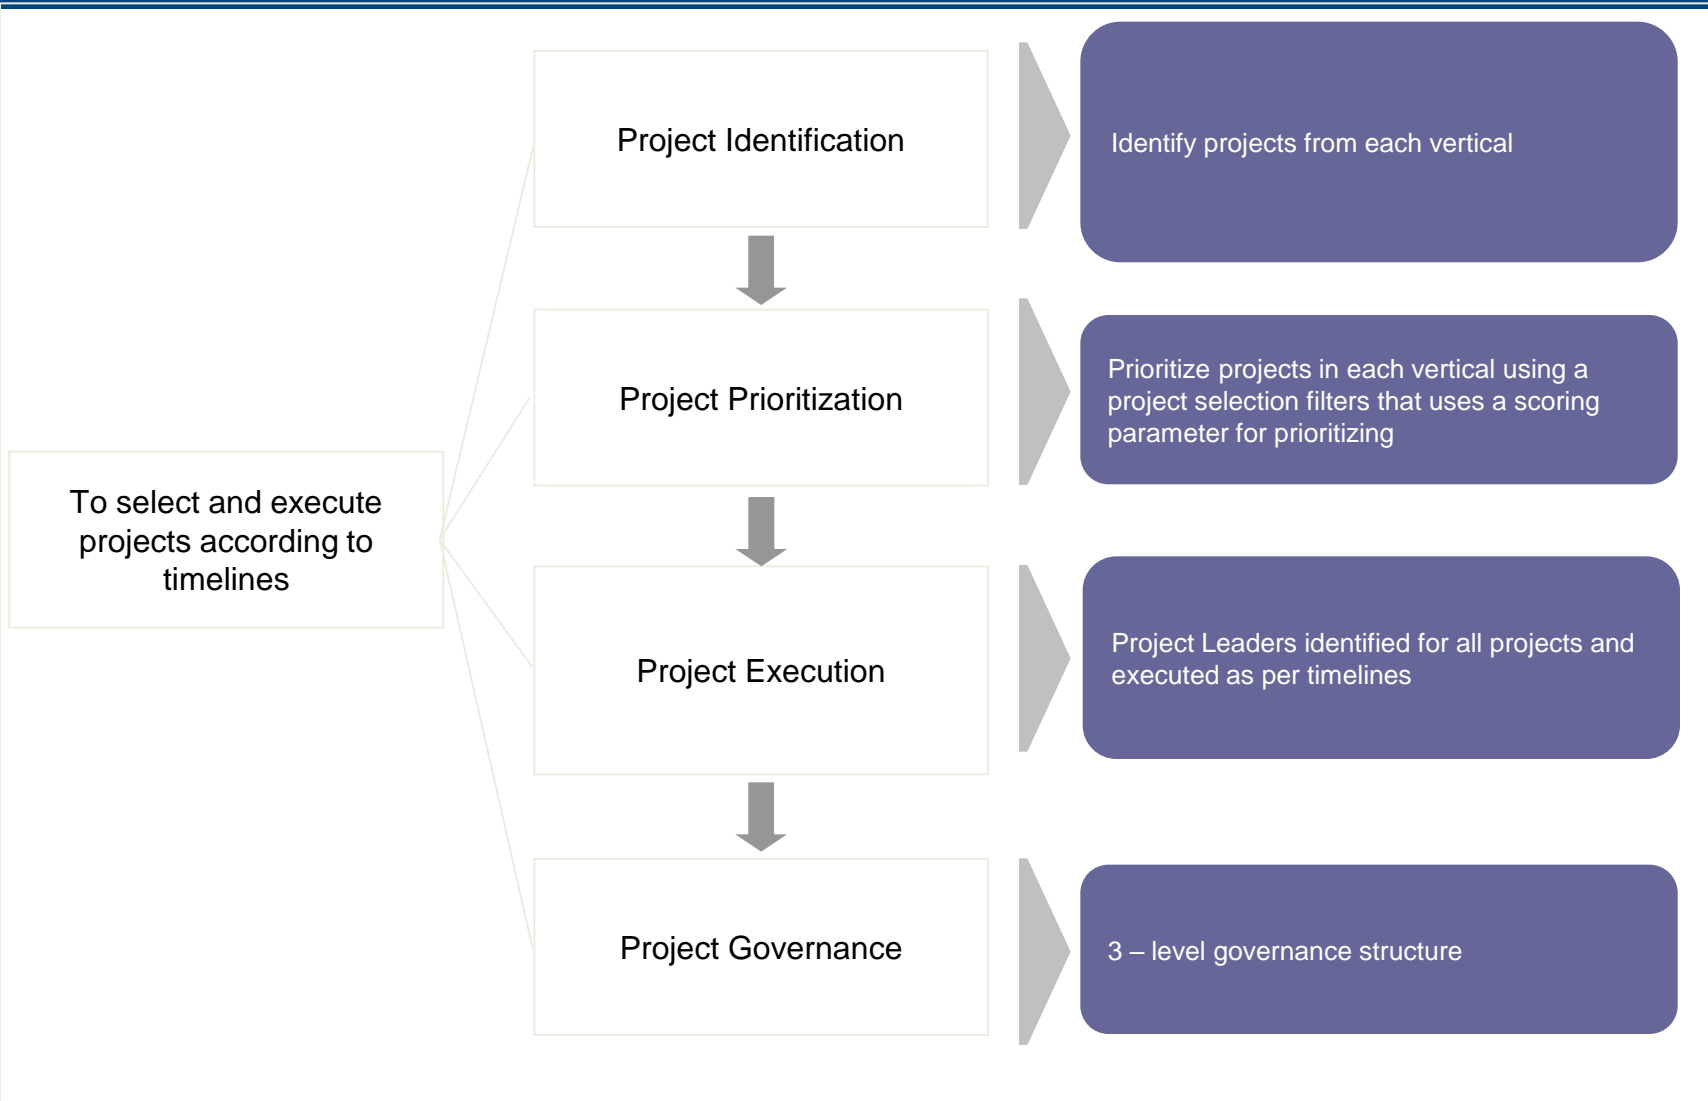 Project Identification
Identify projects from each vertical
Project Prioritization
Prioritize projects in each vertical using a
project selection filters that uses a scoring
parameter for prioritizing
To select and execute
projects according to
timelines
Project Execution
Project Leaders identified for all projects and
executed as per timelines
Project Governance
3 – level governance structure